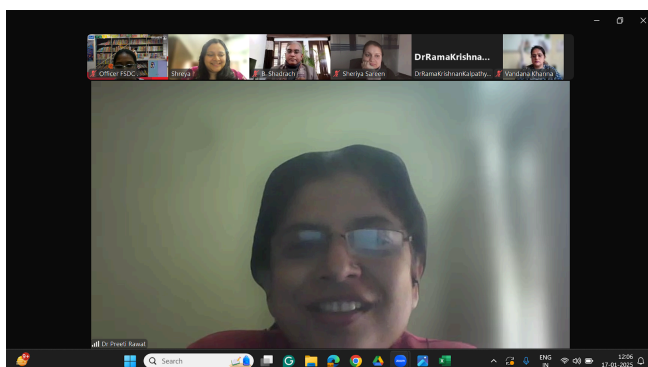 DrRamaKrishna...
Officer FSDC
Shreya
B. Shadrach
Sheriya Sareen
DrRamaKrishnanKalpathy...
Vandana Khanna
Dr Preeti Rawat
Search
ENG
IN
12:06
17-01-2025